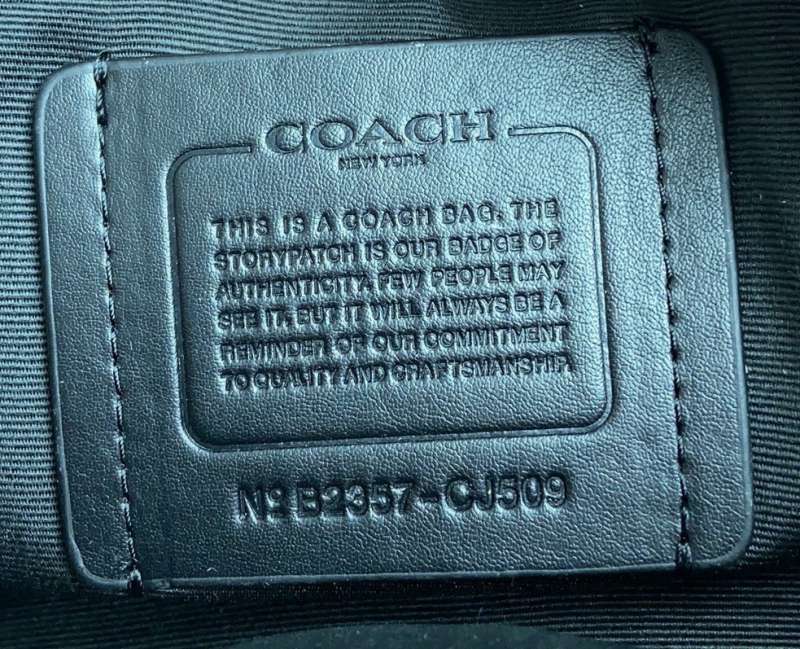 COACH
NEW YORK
THIS IS A COACH BAG. THE
STORYPATCH IS OUR BADGE OF
AUTHENTICITY. FEW PEOPLE MAY
SEE IT. BUT IT WILL ALWAYS BE A
REMINDER OF OUR COMMITMENT
TO QUALITY AND CRAFTSMANSHIP.
Nº B2357-CJ509